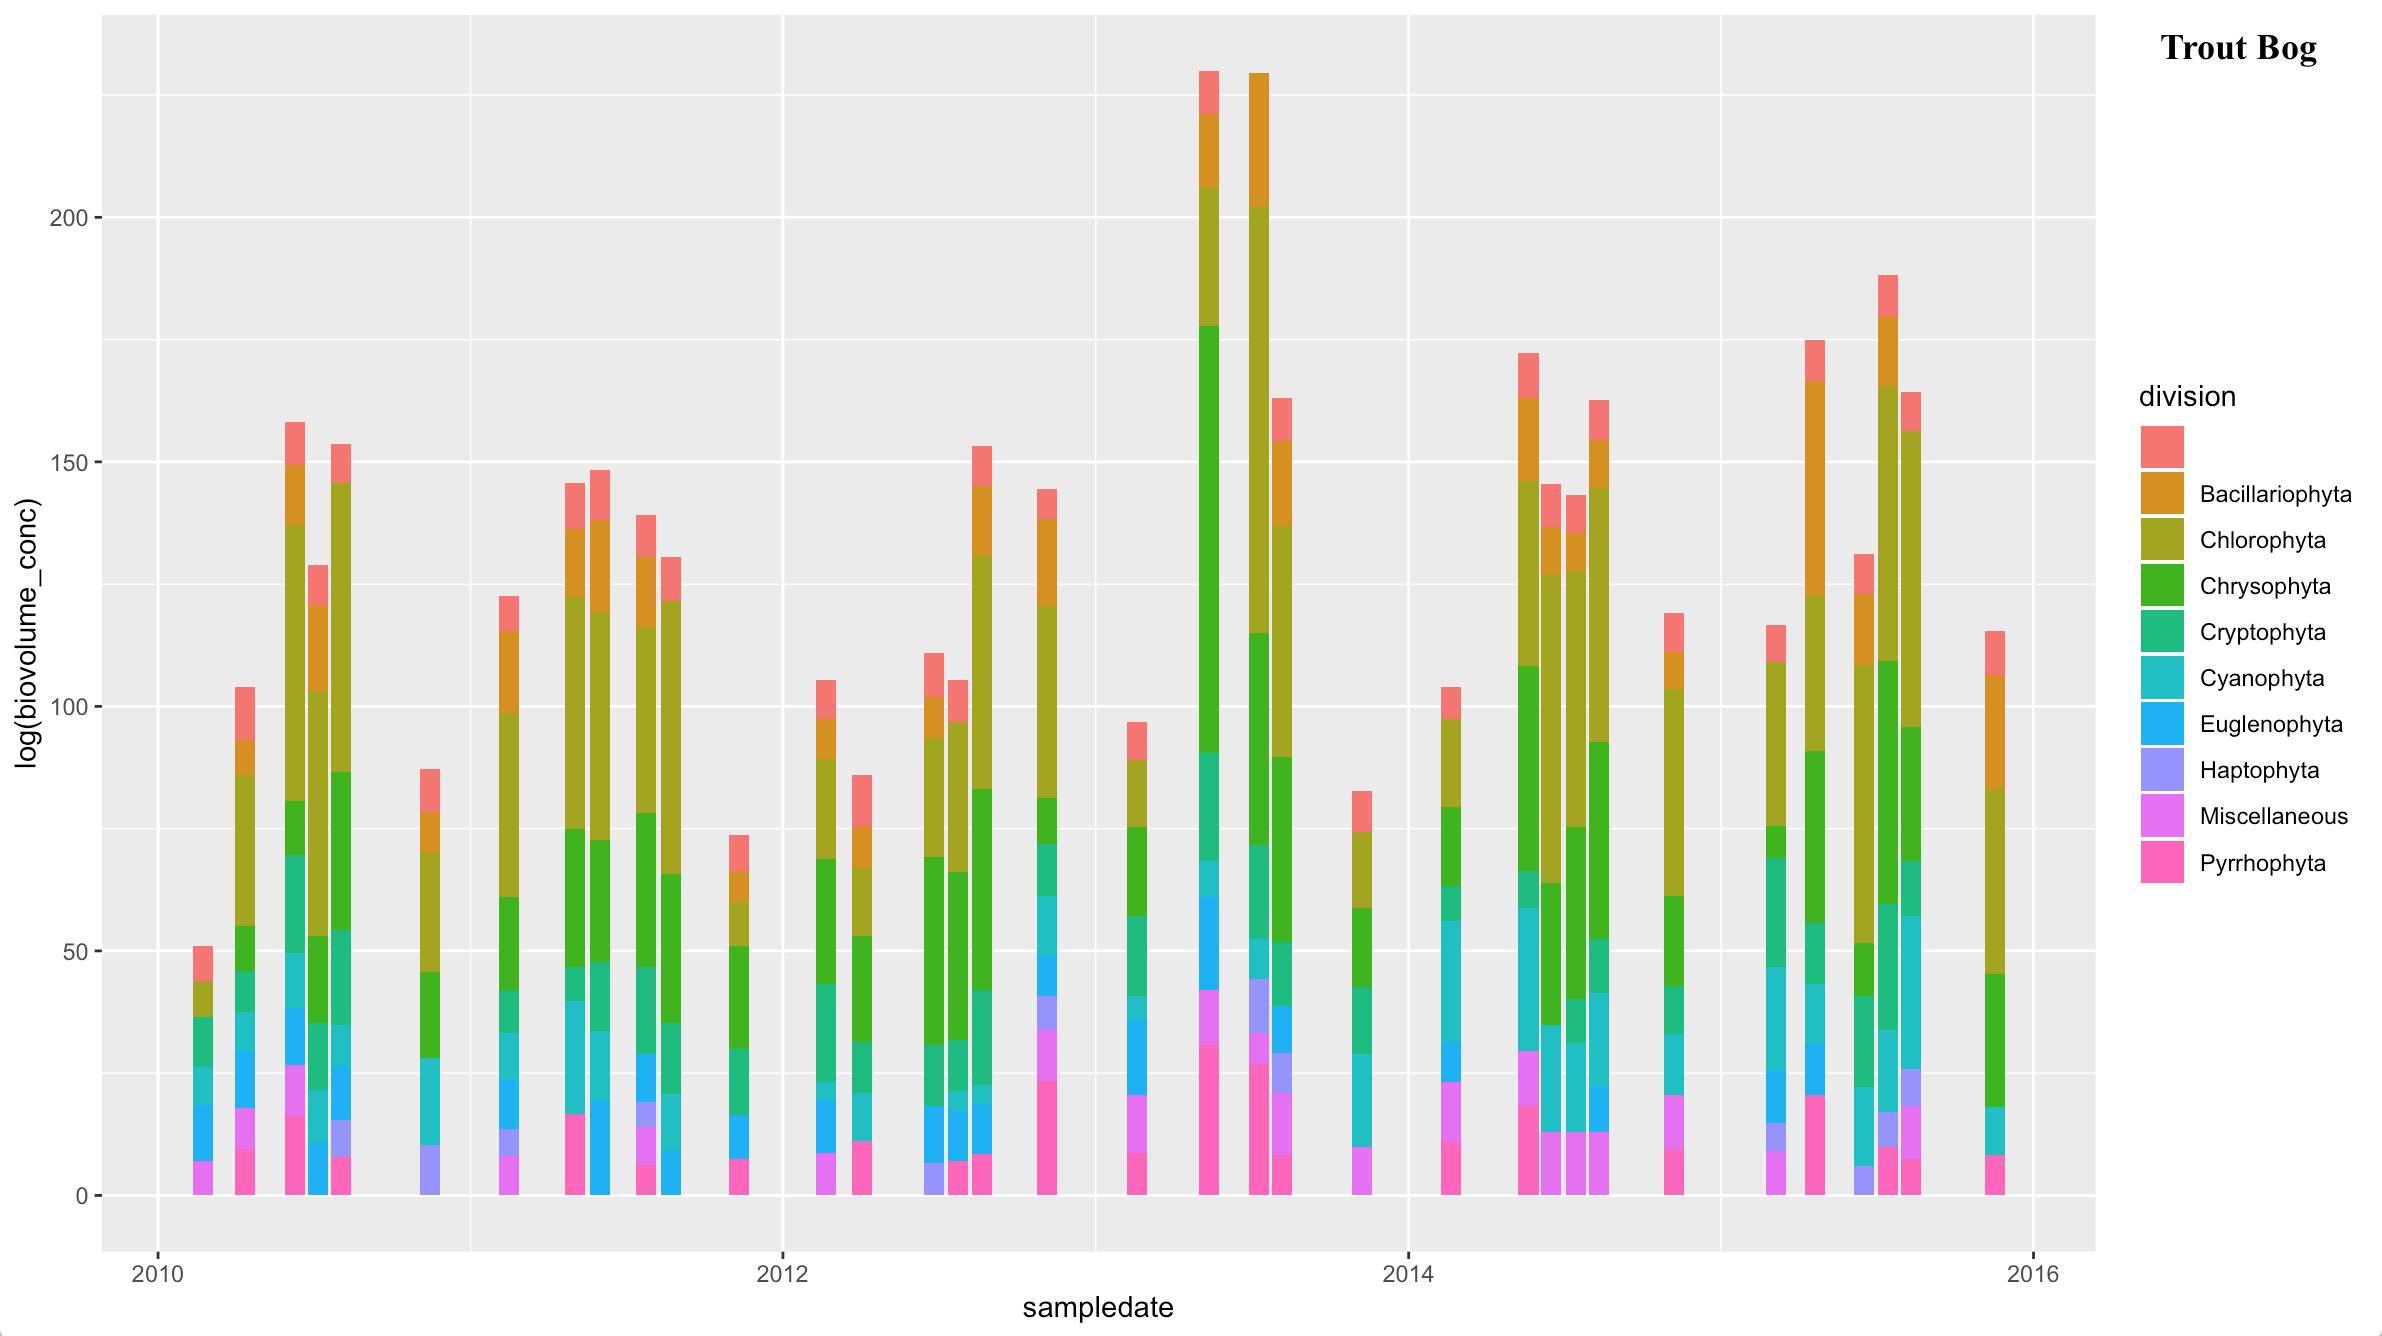 Trout Bog
200
150
100
50
0
log(biovolume_conc)
2010
2012
2014
2016
sampledate
division
Bacillariophyta
Chlorophyta
Chrysophyta
Cryptophyta
Cyanophyta
Euglenophyta
Haptophyta
Miscellaneous
Pyrrhophyta